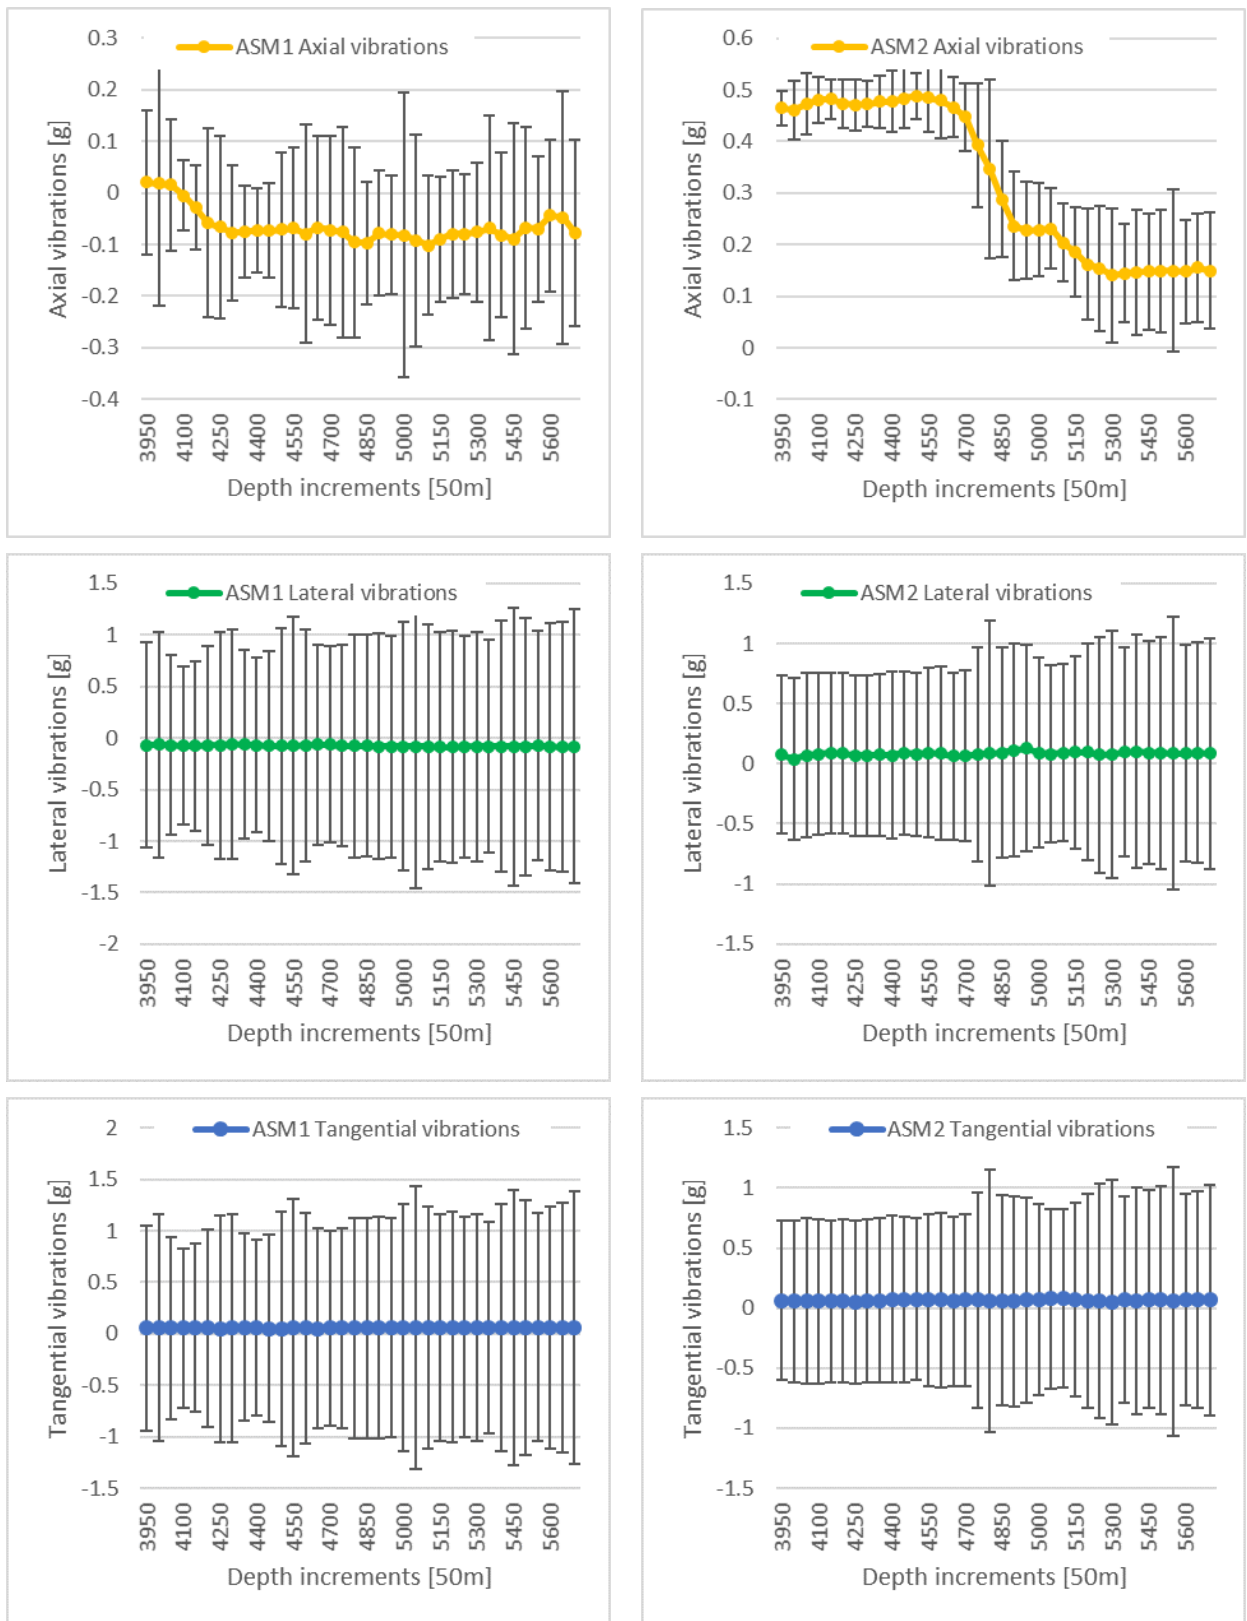 ASM1 Axial vibrations
Axial vibrations [g]
0.3
0.2
0.1
0
-0.1
-0.2
-0.3
-0.4
3950 4100 4250 4400 4550 4700 4850 5000 5150 5300 5450 5600
Depth increments [50m]
ASM2 Axial vibrations
Axial vibrations [g]
0.6
0.5
0.4
0.3
0.2
0.1
0
-0.1
3950 4100 4250 4400 4550 4700 4850 5000 5150 5300 5450 5600
Depth increments [50m]
ASM1 Lateral vibrations
Lateral vibrations [g]
1.5
1
0.5
0
-0.5
-1
-1.5
-2
3950 4100 4250 4400 4550 4700 4850 5000 5150 5300 5450 5600
Depth increments [50m]
ASM2 Lateral vibrations
Lateral vibrations [g]
1.5
1
0.5
0
-0.5
-1
-1.5
3950 4100 4250 4400 4550 4700 4850 5000 5150 5300 5450 5600
Depth increments [50m]
ASM1 Tangential vibrations
Tangential vibrations [g]
2
1.5
1
0.5
0
-0.5
-1
-1.5
3950 4100 4250 4400 4550 4700 4850 5000 5150 5300 5450 5600
Depth increments [50m]
ASM2 Tangential vibrations
Tangential vibrations [g]
1.5
1
0.5
0
-0.5
-1
-1.5
3950 4100 4250 4400 4550 4700 4850 5000 5150 5300 5450 5600
Depth increments [50m]